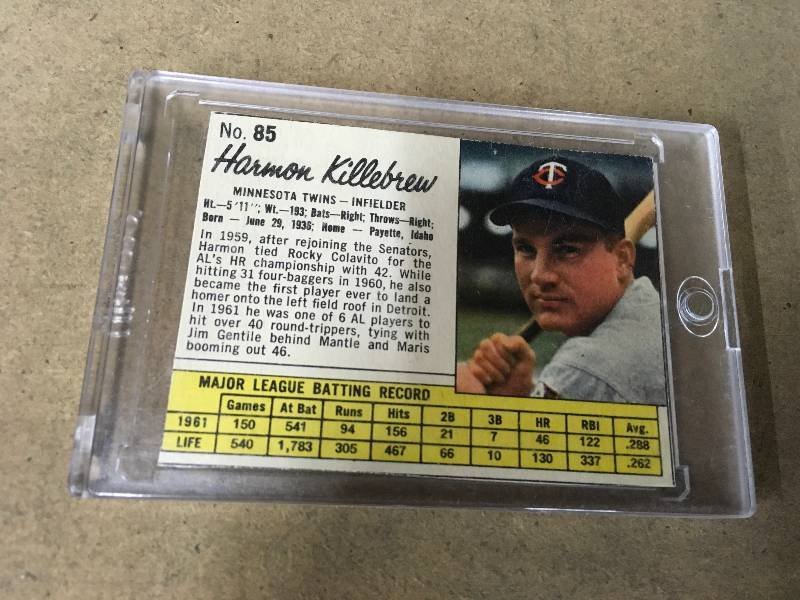 No. 85
Harmon Killebrew
MINNESOTA TWINS — INFIELDER
Ht.—5'11"; Wt.—193; Bats—Right; Throws—Right;
Born — June 29, 1936; Home — Payette, Idaho
In 1959, after rejoining the Senators,
Harmon tied Rocky Colavito for the
AL's HR championship with 42. While
hitting 31 four-baggers in 1960, he also
became the first player ever to land a
homer onto the left field roof in Detroit.
In 1961 he was one of 6 AL players to
hit over 40 round-trippers, tying with
Jim Gentile behind Mantle and Maris
booming out 46.
TC
MAJOR LEAGUE BATTING RECORD
Games At Bat Runs Hits 2B 3B HR RBI Avg.
1961 150 541 94 156 21 7 46 122 .288
LIFE 540 1,783 305 467 66 10 130 337 .262